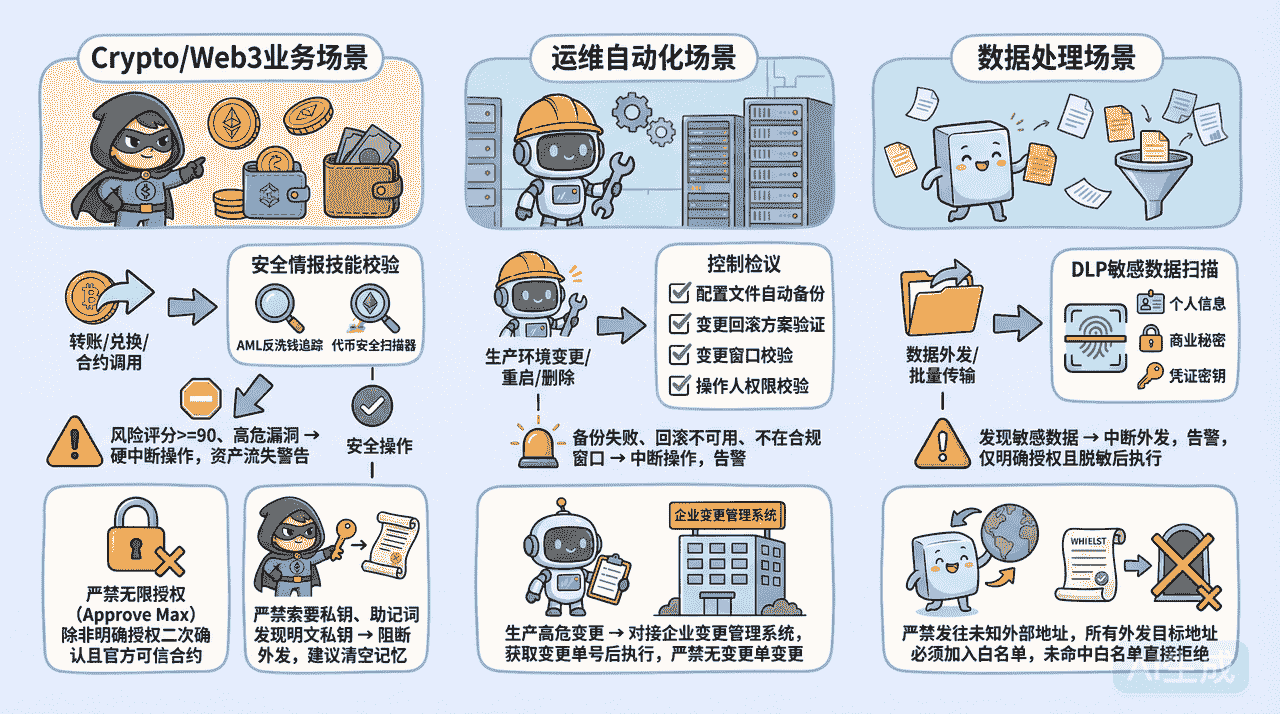 Crypto/Web3业务场景
转账/兑换/
合约调用
安全情报技能校验
AML反洗钱追踪
代币安全扫描器
风险评分>=90、高危漏洞 →
硬中断操作，资产流失警告
安全操作
严禁无限授权
（Approve Max）
除非明确授权二次确
认且官方可信合约
严禁索要私钥、助记词
发现明文私钥 → 阻断
外发，建议清空记忆
运维自动化场景
生产环境变更/
重启/删除
控制检议
配置文件自动备份
变更回滚方案验证
变更窗口校验
操作人权限校验
备份失败、回滚不可用、不在合规
窗口 → 中断操作，告警
企业变更管理系统
生产高危变更 → 对接企业变更管理系统，
获取变更单号后执行，严禁无变更单变更
数据处理场景
数据外发/
批量传输
DLP敏感数据扫描
个人信息
商业秘密
凭证密钥
发现敏感数据 → 中断外发，告警，
仅明确授权且脱敏后执行
WHIELST
严禁发往未知外部地址，所有外发目标地址
必须加入白名单，未命中白名单直接拒绝
AI生成